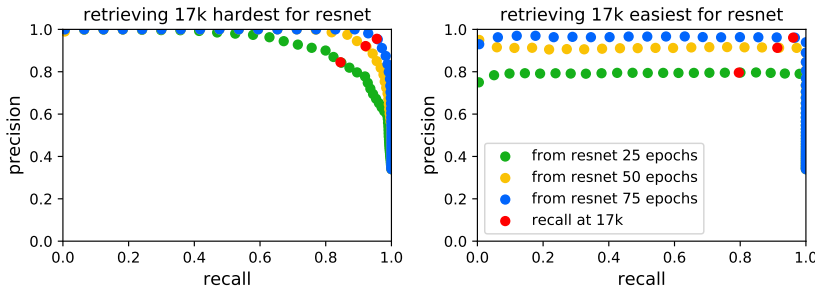 retrieving 17k hardest for resnet
1.0
0.8
0.6
0.4
0.2
0.0
precision
0.0 0.2 0.4 0.6 0.8 1.0
recall
retrieving 17k easiest for resnet
1.0
0.8
0.6
0.4
0.2
0.0
precision
from resnet 25 epochs
from resnet 50 epochs
from resnet 75 epochs
recall at 17k
0.0 0.2 0.4 0.6 0.8 1.0
recall